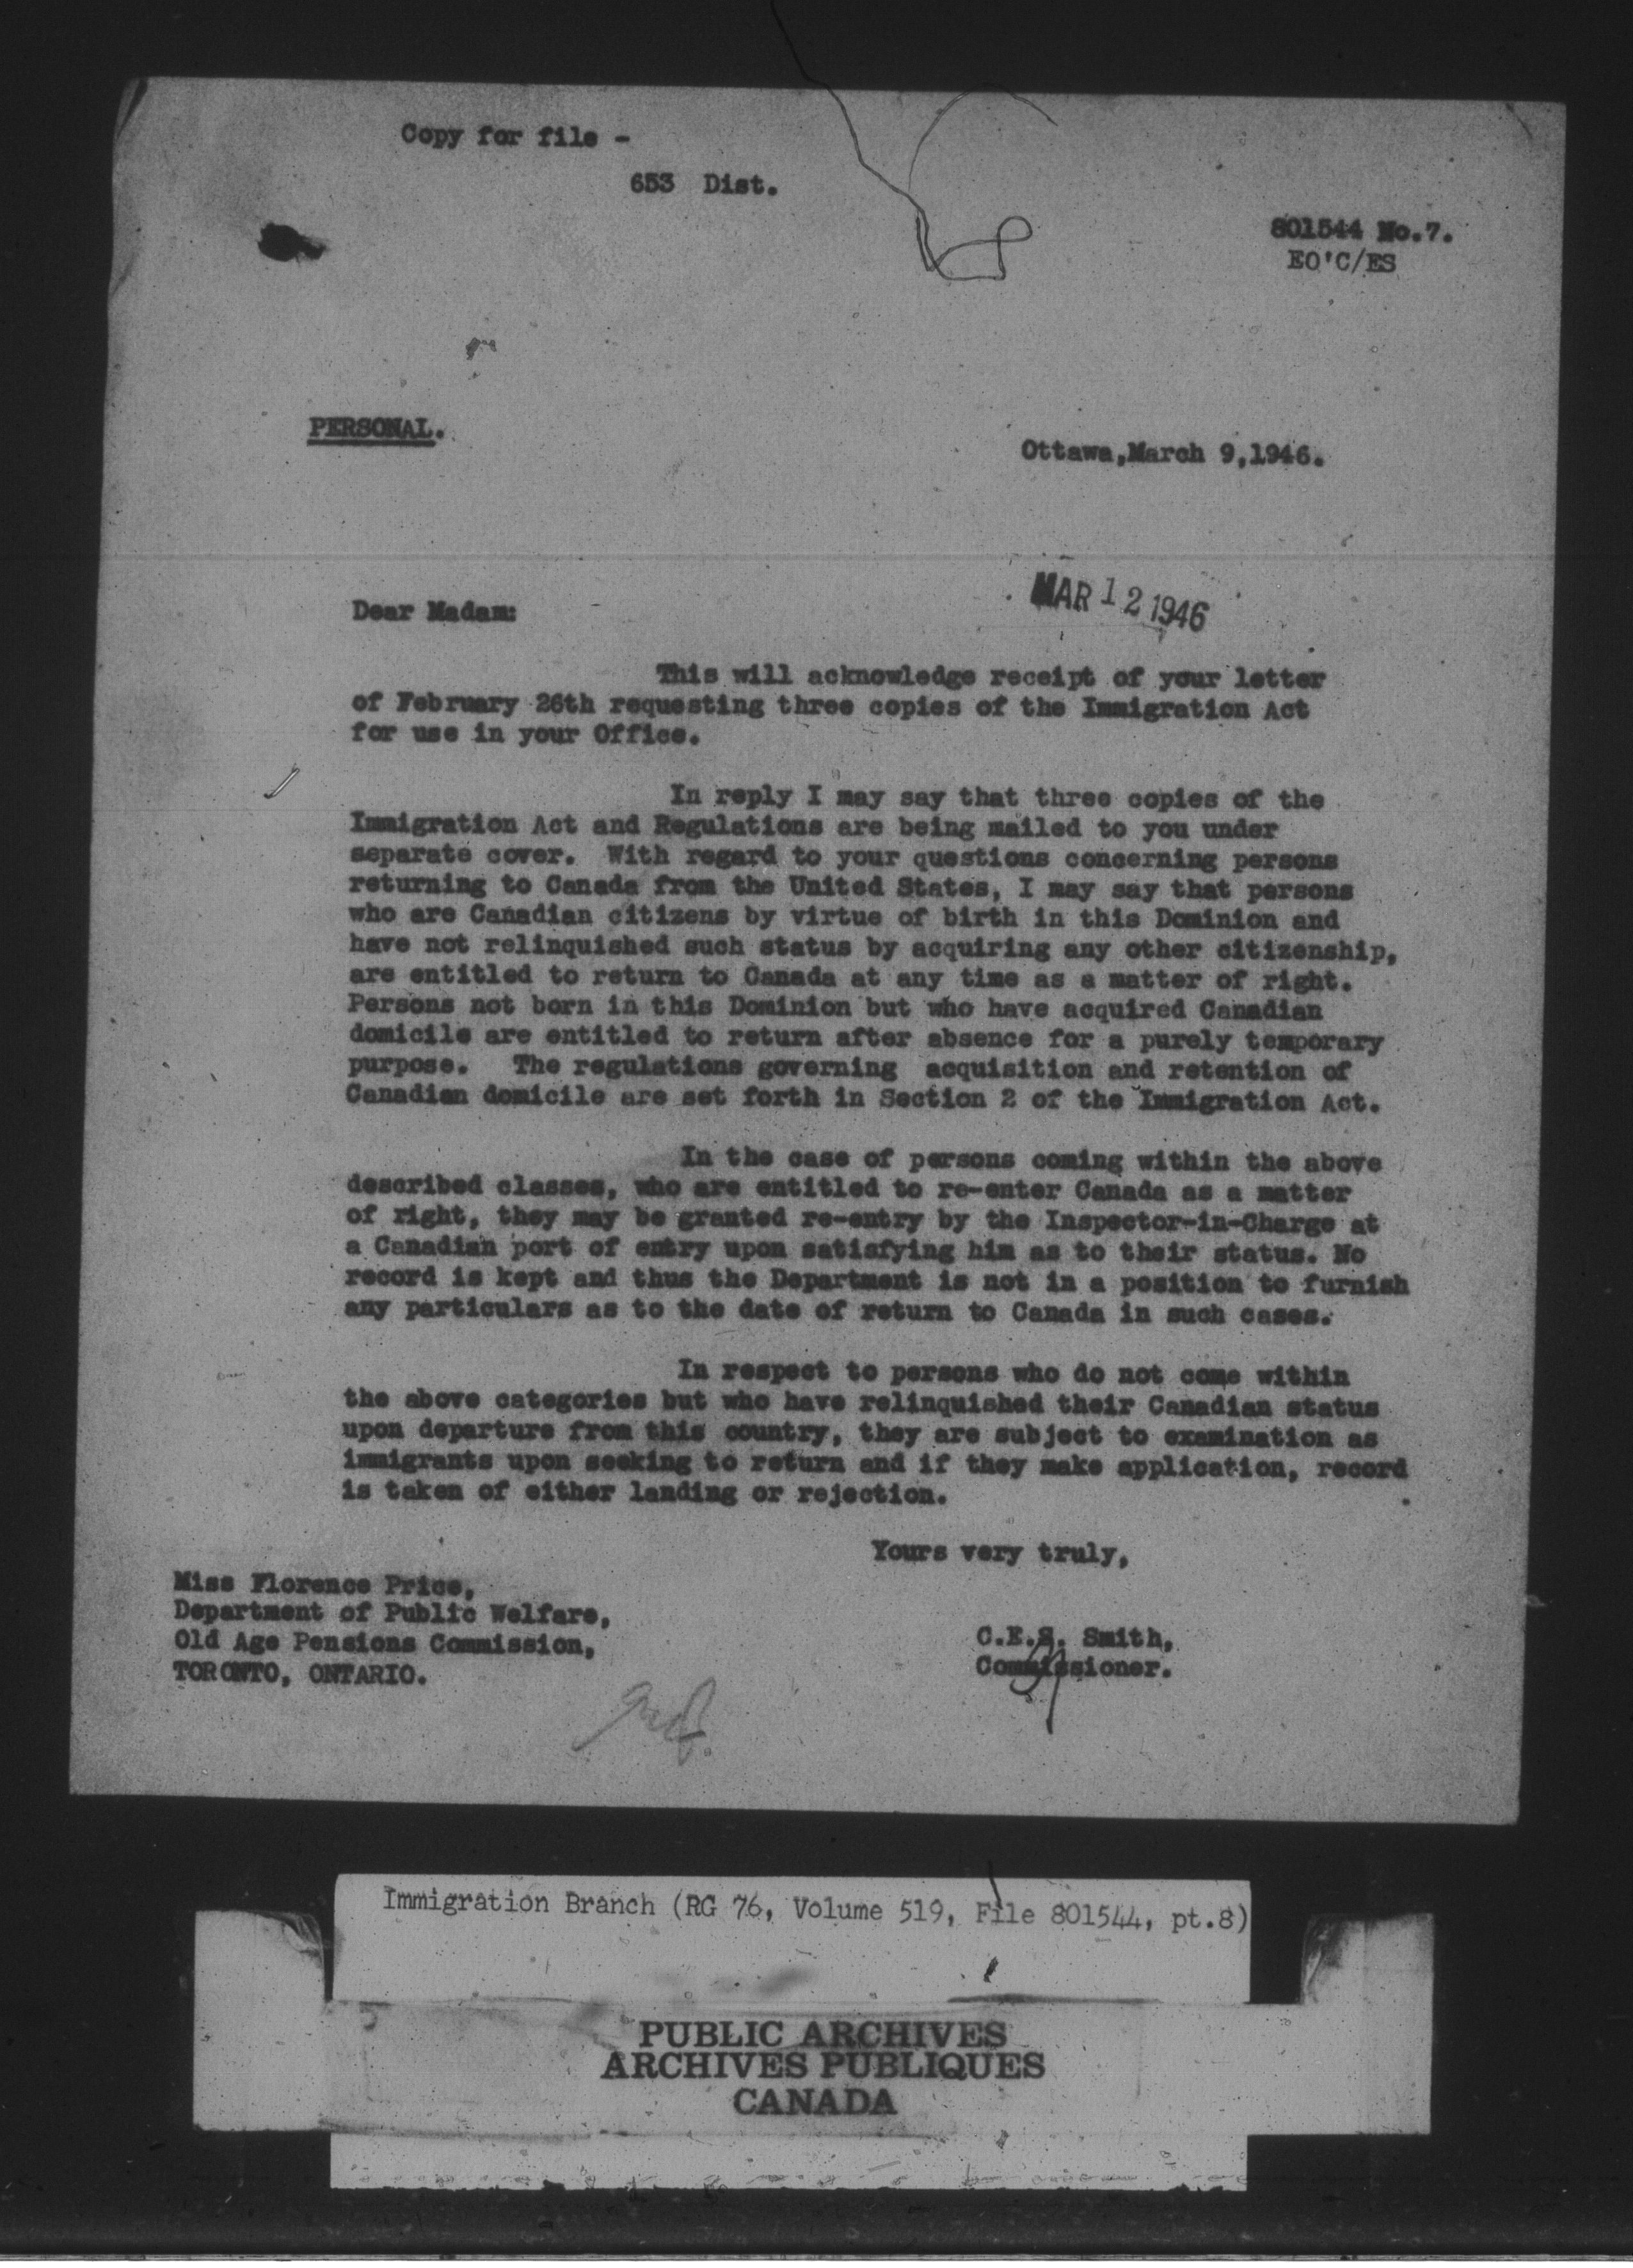 Copy for file -
653 Dist.
801544 No.7.
EO'C/ES
PERSONAL.
Ottawa,March 9,1946.
MAR 12 1946
Dear Madam:
This will acknowledge receipt of your letter
of February 26th requesting three copies of the Immigration Act
for use in your Office.
In reply I may say that three copies of the
Immigration Act and Regulations are being mailed to you under
separate cover. With regard to your questions concerning persons
returning to Canada from the United States, I may say that persons
who are Canadian citizens by virtue of birth in this Dominion and
have not relinquished such status by acquiring any other citizenship,
are entitled to return to Canada at any time as a matter of right.
Persons not born in this Dominion but who have acquired Canadian
domicile are entitled to return after absence for a purely temporary
purpose. The regulations governing acquisition and retention of
Canadian domicile are set forth in Section 2 of the Immigration Act.
In the case of persons coming within the above
described classes, who are entitled to re-enter Canada as a matter
of right, they may be granted re-entry by the Inspector-in-Charge at
a Canadian port of entry upon satisfying him as to their status. No
record is kept and thus the Department is not in a position to furnish
any particulars as to the date of return to Canada in such cases.
In respect to persons who do not come within
the above categories but who have relinquished their Canadian status
upon departure from this country, they are subject to examination as
immigrants upon seeking to return and if they make application, record
is taken of either landing or rejection.
Yours very truly,
Miss Florence Price,
Department of Public Welfare,
Old Age Pensions Commission,
TORONTO, ONTARIO.
C.E.S. Smith,
Commissioner.
Immigration Branch (RG 76, Volume 519, File 801544, pt.8)
PUBLIC ARCHIVES
ARCHIVES PUBLIQUES
CANADA